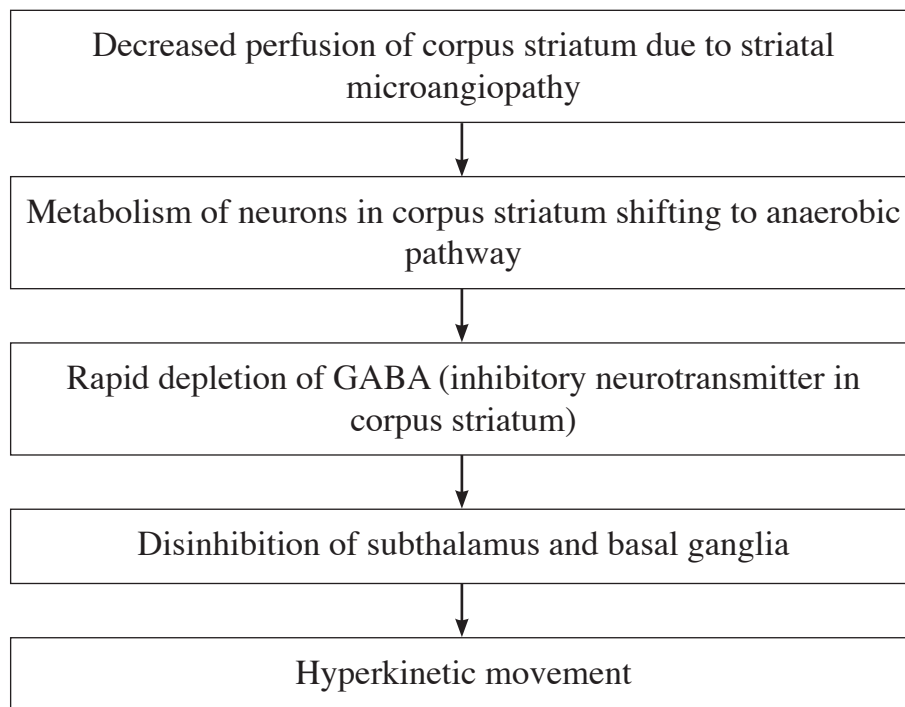 Decreased perfusion of corpus striatum due to striatal
microangiopathy
Metabolism of neurons in corpus striatum shifting to anaerobic
pathway
Rapid depletion of GABA (inhibitory neurotransmitter in
corpus striatum)
Disinhibition of subthalamus and basal ganglia
Hyperkinetic movement